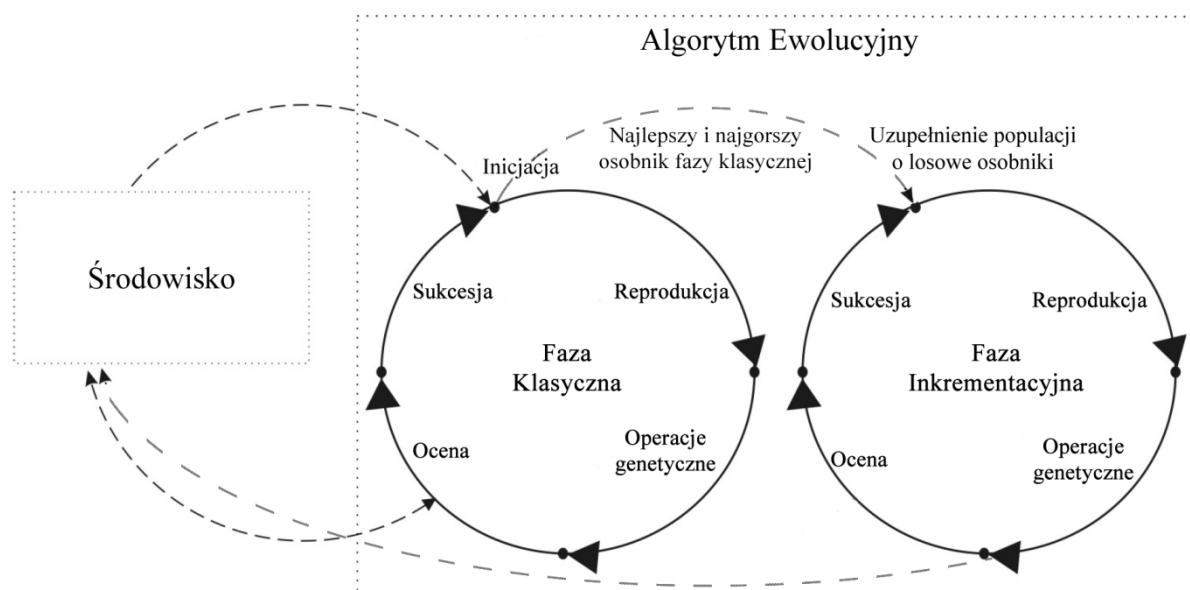 Algorytm Ewolucyjny
Najlepszy i najgorszy
osobnik fazy klasycznej
Uzupełnienie populacji
o losowe osobniki
Inicjacja
Środowisko
Sukcesja
Reprodukcja
Faza
Klasyczna
Ocena
Operacje
genetyczne
Sukcesja
Reprodukcja
Faza
Inkrementacyjna
Ocena
Operacje
genetyczne